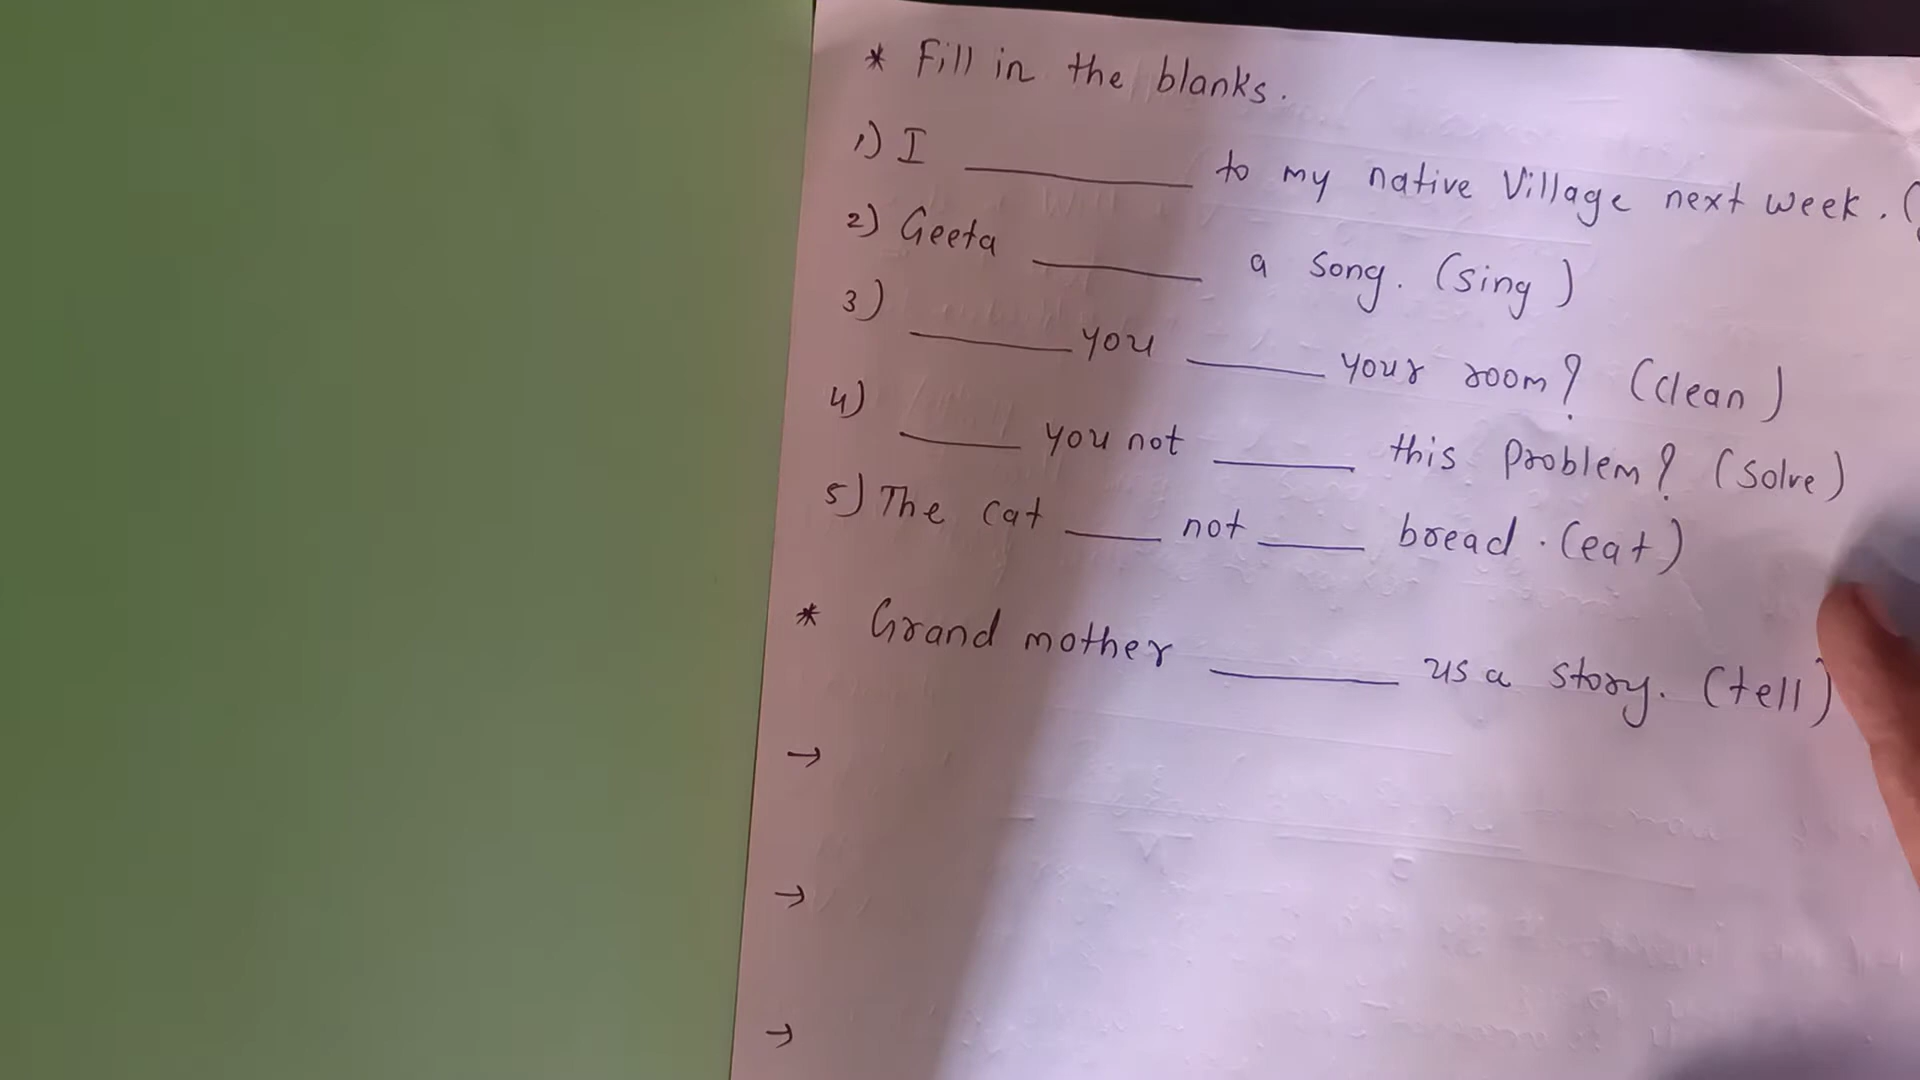 * Fill in the blanks.
1) I ________ to my native Village next week. (
2) Geeta ________ a song. (sing)
3) ________ you ________ your room? (clean)
4) ________ you not ________ this problem? (solve)
5) The cat ____ not ____ bread. (eat)
* Grand mother ________ us a story. (tell)
→
→
→